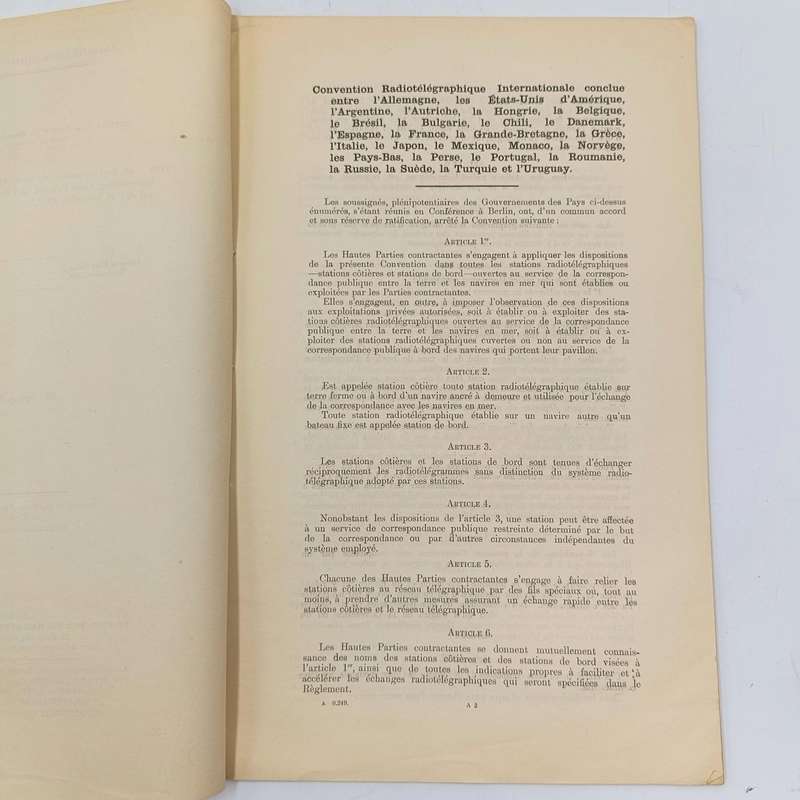 Convention Radiotélégraphique Internationale conclue
entre l'Allemagne, les États-Unis d'Amérique,
l'Argentine, l'Autriche, la Hongrie, la Belgique,
le Brésil, la Bulgarie, le Chili, le Danemark,
l'Espagne, la France, la Grande-Bretagne, la Grèce,
l'Italie, le Japon, le Mexique, Monaco, la Norvège,
les Pays-Bas, la Perse, le Portugal, la Roumanie,
la Russie, la Suède, la Turquie et l'Uruguay.
Les soussignés, plénipotentiaires des Gouvernements des Pays ci-dessus
énumérés, s'étant réunis en Conférence à Berlin, ont, d'un commun accord
et sous réserve de ratification, arrêté la Convention suivante :
Article 1er.
Les Hautes Parties contractantes s'engagent à appliquer les dispositions
de la présente Convention dans toutes les stations radiotélégraphiques
—stations côtières et stations de bord—ouvertes au service de la correspon-
dance publique entre la terre et les navires en mer qui sont établies ou
exploitées par les Parties contractantes.
Elles s'engagent, en outre, à imposer l'observation de ces dispositions
aux exploitations privées autorisées, soit à établir ou à exploiter des sta-
tions côtières radiotélégraphiques ouvertes au service de la correspondance
publique entre la terre et les navires en mer, soit à établir ou à ex-
ploiter des stations radiotélégraphiques ouvertes ou non au service de la
correspondance publique à bord des navires qui portent leur pavillon.
Article 2.
Est appelée station côtière toute station radiotélégraphique établie sur
terre ferme ou à bord d'un navire ancré à demeure et utilisée pour l'échange
de la correspondance avec les navires en mer.
Toute station radiotélégraphique établie sur un navire autre qu'un
bateau fixe est appelée station de bord.
Article 3.
Les stations côtières et les stations de bord sont tenues d'échanger
réciproquement les radiotélégrammes sans distinction du système radio-
télégraphique adopté par ces stations.
Article 4.
Nonobstant les dispositions de l'article 3, une station peut être affectée
à un service de correspondance publique restreinte déterminé par le but
de la correspondance ou par d'autres circonstances indépendantes du
système employé.
Article 5.
Chacune des Hautes Parties contractantes s'engage à faire relier les
stations côtières au réseau télégraphique par des fils spéciaux ou, tout au
moins, à prendre d'autres mesures assurant un échange rapide entre les
stations côtières et le réseau télégraphique.
Article 6.
Les Hautes Parties contractantes se donnent mutuellement connais-
sance des noms des stations côtières et des stations de bord visées à
l'article 1er, ainsi que de toutes les indications propres à faciliter et à
accélérer les échanges radiotélégraphiques qui seront spécifiées dans le
Règlement.
A 0.249. A 2